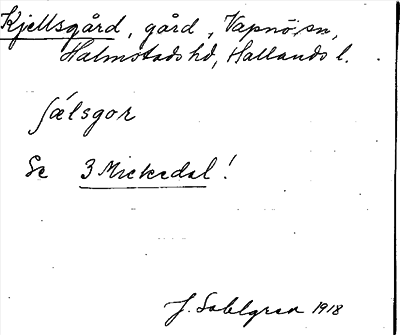 Kjellsgård, gård, Vapnö sn,
Halmstads hd, Hallands l.
ſælsgor
Se 3 Mickedal!
J. Sahlgren 1918